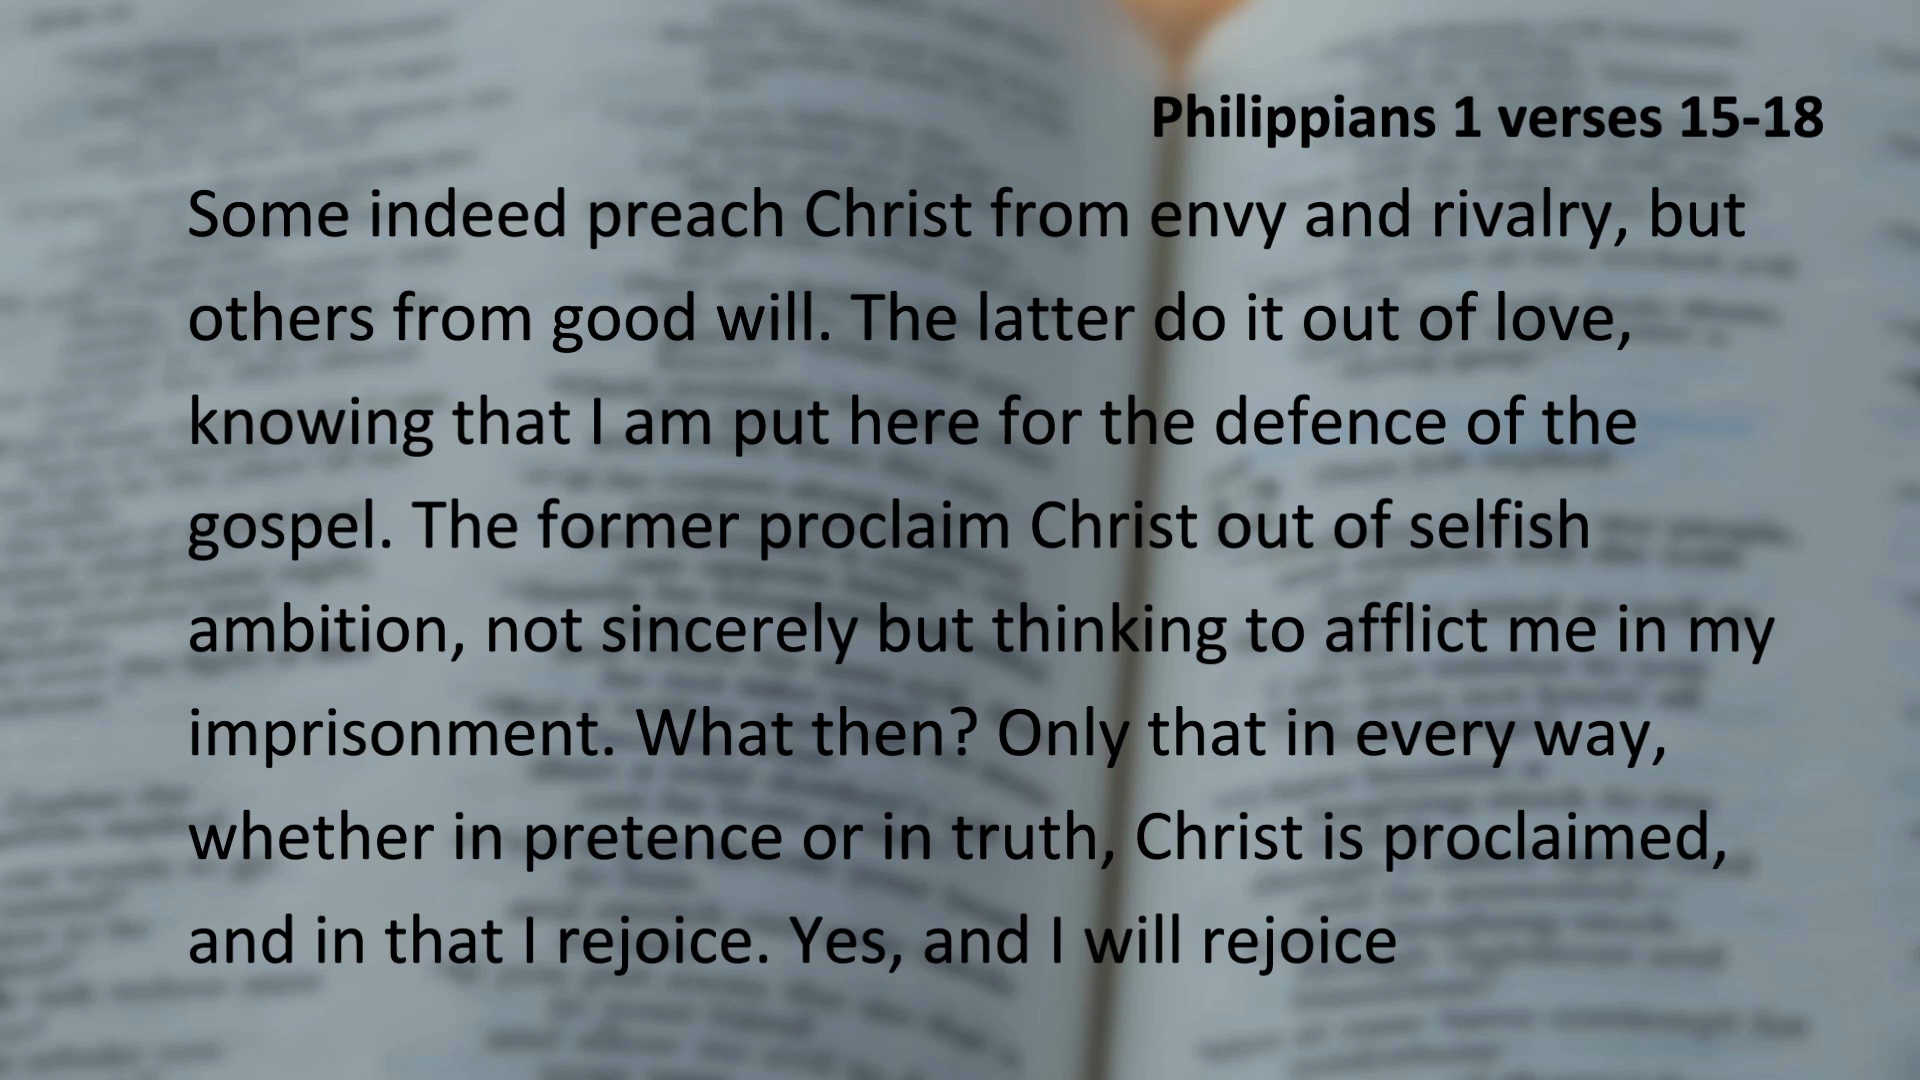 Philippians 1 verses 15-18
Some indeed preach Christ from envy and rivalry, but
others from good will. The latter do it out of love,
knowing that I am put here for the defence of the
gospel. The former proclaim Christ out of selfish
ambition, not sincerely but thinking to afflict me in my
imprisonment. What then? Only that in every way,
whether in pretence or in truth, Christ is proclaimed,
and in that I rejoice. Yes, and I will rejoice